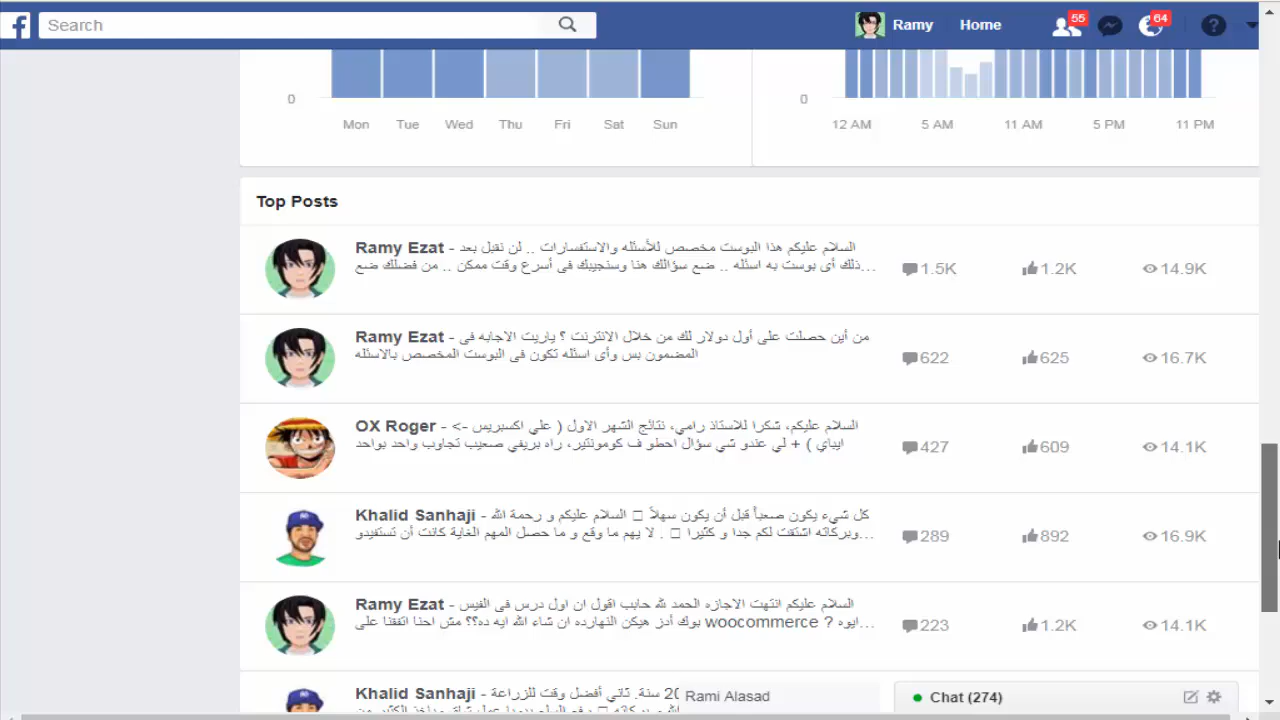 Search
Ramy
Home
55
64
0
Mon Tue Wed Thu Fri Sat Sun
0
12 AM 5 AM 11 AM 5 PM 11 PM
Top Posts
Ramy Ezat - السلام عليكم هذا البوست مخصص للأسئله والاستفسارات .. لن نقبل بعد
ذلك أى بوست به اسئله .. ضع سؤالك هنا وسنجيبك فى أسرع وقت ممكن .. من فضلك ضع...
1.5K 1.2K 14.9K
Ramy Ezat - من أين حصلت على أول دولار لك من خلال الانترنت ؟ ياريت الاجابه فى
المضمون بس وأى اسئله تكون فى البوست المخصص بالاسئله
622 625 16.7K
OX Roger - السلام عليكم، شكرا للاستاذ رامي، نتائج الشهر الاول ( علي اكسبريس ->
ايباي ) + لي عندو شي سؤال احطو ف كومونتير، راه بريفي صعيب تجاوب واحد بواحد
427 609 14.1K
Khalid Sanhaji - كل شيء يكون صعباً قبل أن يكون سهلاً السلام عليكم و رحمة الله
وبركاته اشتقت لكم جدا و كثيرا . لا يهم ما وقع و ما حصل المهم الغاية كانت أن تستفيدو...
289 892 16.9K
Ramy Ezat - السلام عليكم انتهت الاجازه الحمد لله حابب اقول ان اول درس فى الفيس
بوك أدز هيكن النهارده ان شاء الله ايه ده؟؟ مش احنا اتفقنا على woocommerce ? ايوه...
223 1.2K 14.1K
Khalid Sanhaji - 20 سنة. ثاني أفضل وقت للزراعة
Rami Alasad
Chat (274)